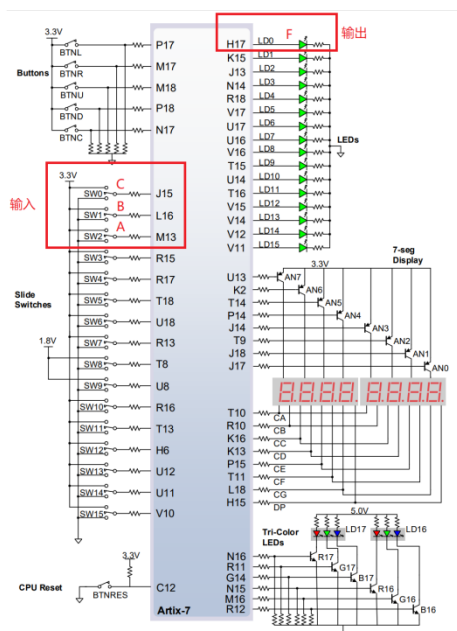 3.3V
P17
BTNL
M17
Buttons
BTNR
M18
BTNU
P18
BTND
N17
BTNC
H17 LD0 F 输出
K15 LD1
J13 LD2
N14 LD3
R18 LD4
V17 LD5
U17 LD6
U16 LD7
V16 LD8
LEDs
T15 LD9
U14 LD10
T16 LD11
V15 LD12
V14 LD13
V12 LD14
V11 LD15
输入
3.3V
C
SW0 J15
B
SW1 L16
A
SW2 M13
SW3 R15
SW4 R17
Slide
Switches
SW5 T18
SW6 U18
1.8V
SW7 R13
SW8 T8
SW9 U8
SW10 R16
SW11 T13
SW12 H6
SW13 U12
SW14 U11
SW15 V10
7-seg
Display
3.3V
U13 AN7
K2 AN6
T14 AN5
P14 AN4
J14 AN3
T9 AN2
J18 AN1
J17 AN0
8.8.8.8. 8.8.8.8.
T10 CA
R10 CB
K16 CC
K13 CD
P15 CE
T11 CF
L18 CG
H15 DP
5.0V
Tri-Color
LEDs
LD17 LD16
N16 R17
R11 G17
G14 B17
N15 R16
M16 G16
R12 B16
3.3V
CPU Reset
BTNRES
C12
Artix-7